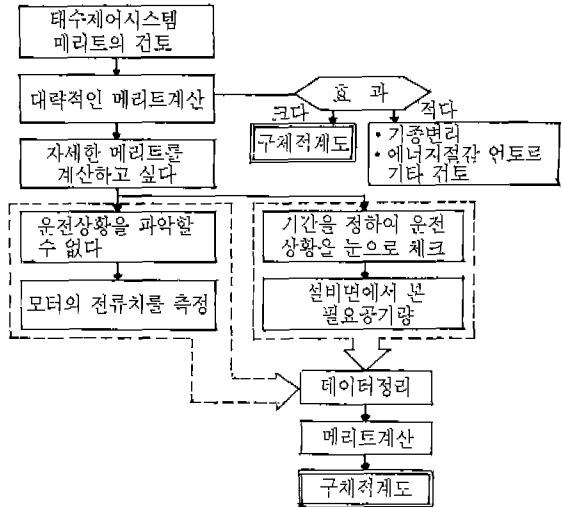 태수제어시스템
메리트의 건토
대략적인 메리트계산
효 과
크다
적다
구체적계도
• 기종변리
• 에너지절감 언토르
기타 검토
자세한 메리트를
계산하고 싶다
운전상황을 파악할
수 없다
기간을 정하여 운전
상황을 눈으로 체크
모터의 전류치를 측정
설비면에서 본
필요공기량
데이터정리
메리트계산
구체적계도